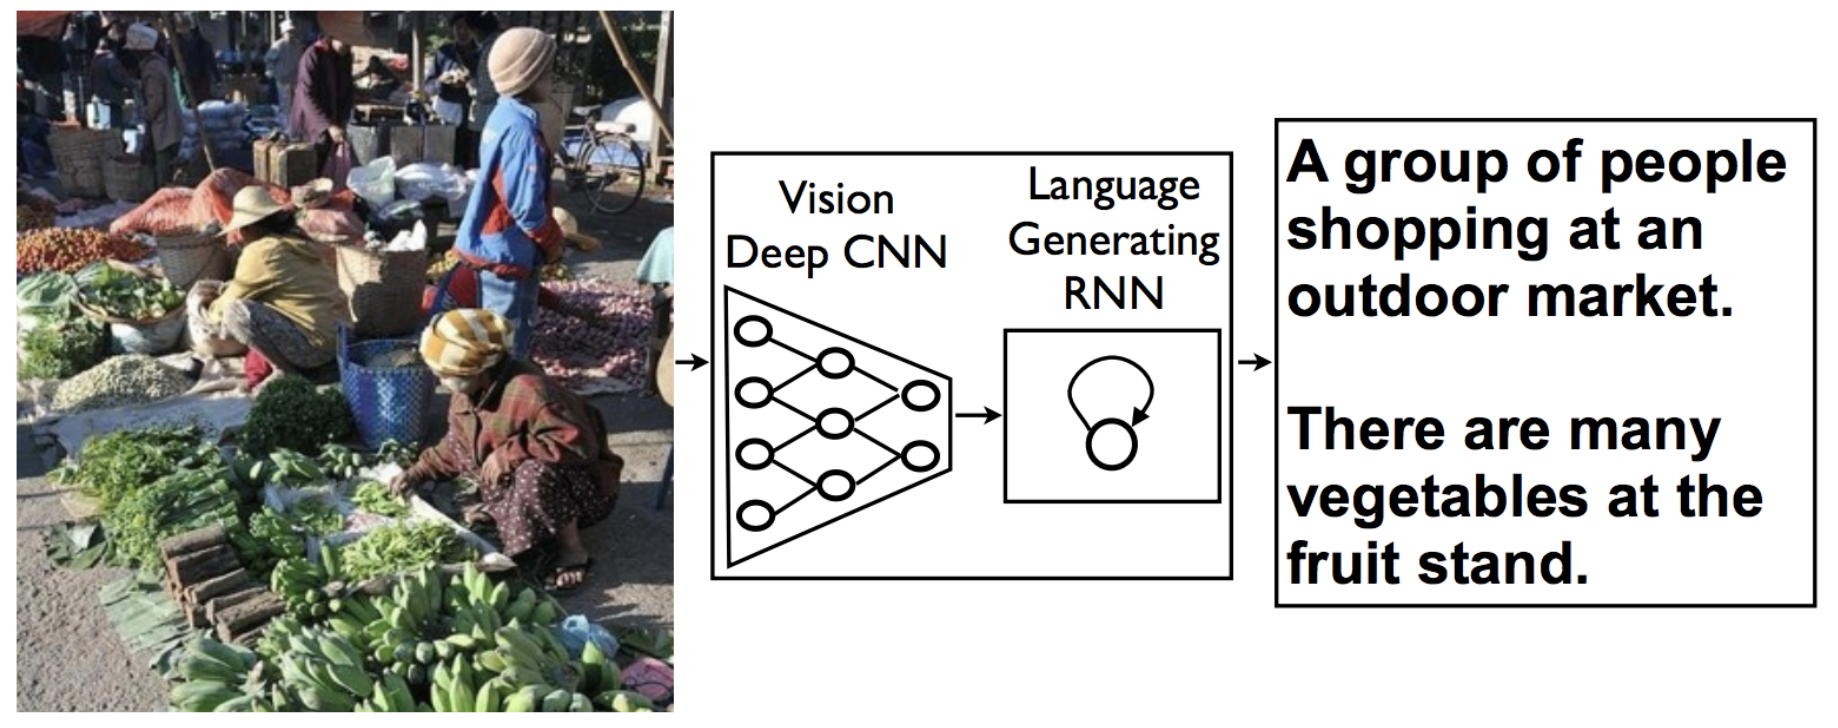 Vision
Deep CNN
Language
Generating
RNN
A group of people
shopping at an
outdoor market.
There are many
vegetables at the
fruit stand.